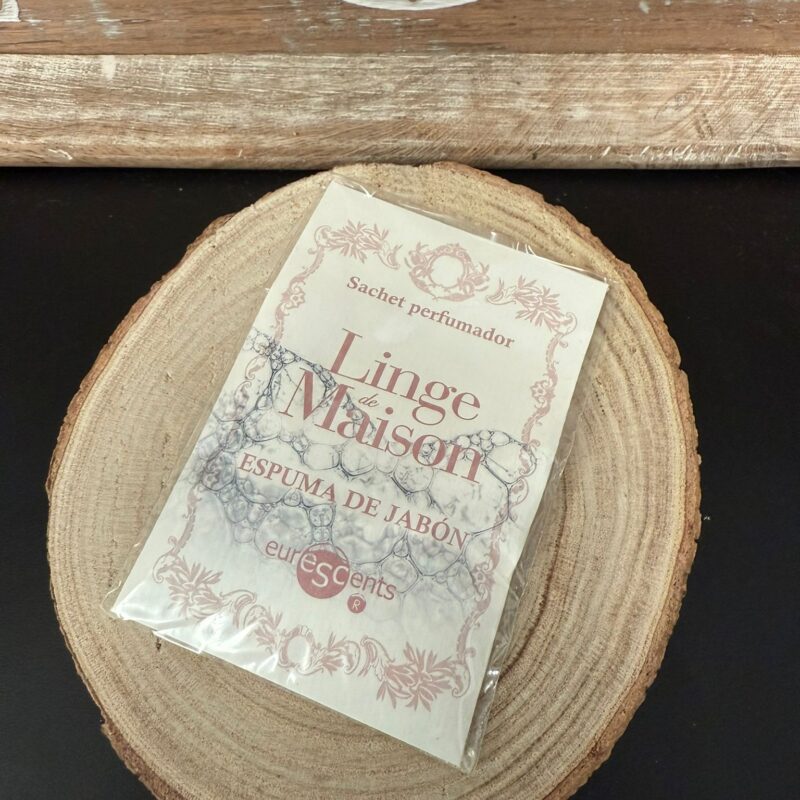 Sachet perfumador
Linge
de
Maison
ESPUMA DE JABÓN
eurescents
R